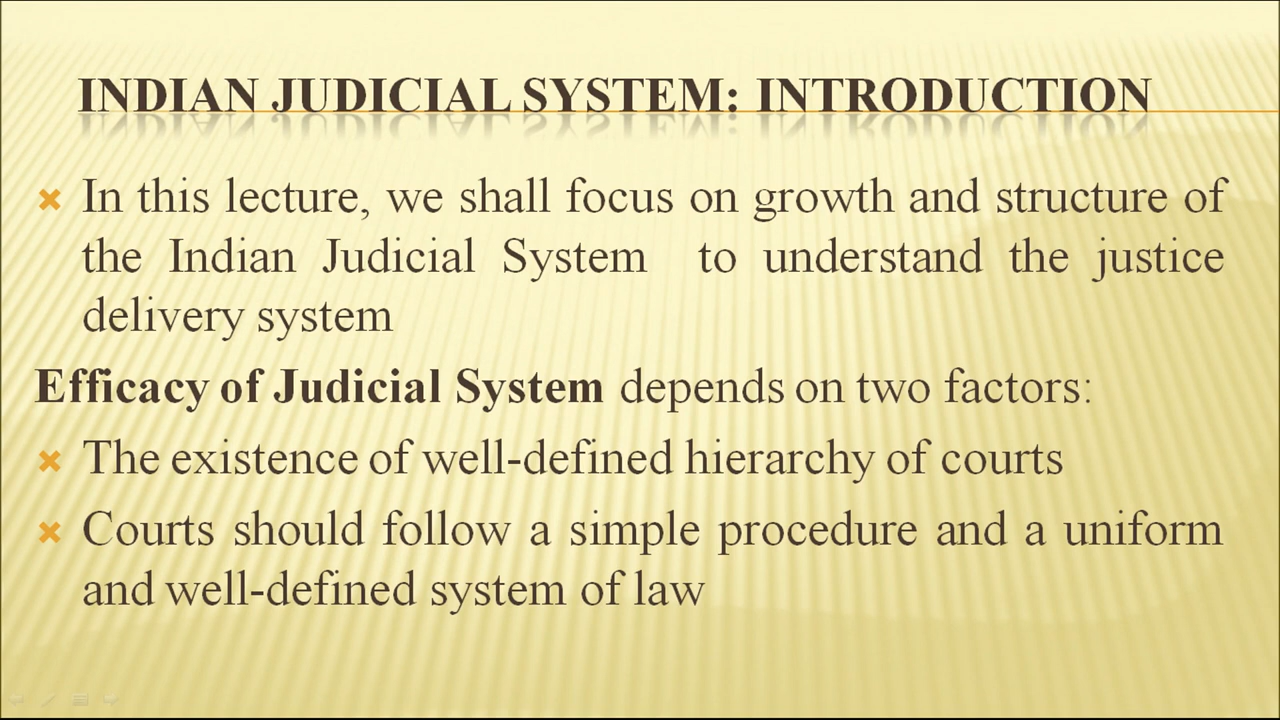 INDIAN JUDICIAL SYSTEM: INTRODUCTION
In this lecture, we shall focus on growth and structure of
the Indian Judicial System to understand the justice
delivery system
Efficacy of Judicial System depends on two factors:
The existence of well-defined hierarchy of courts
Courts should follow a simple procedure and a uniform
and well-defined system of law